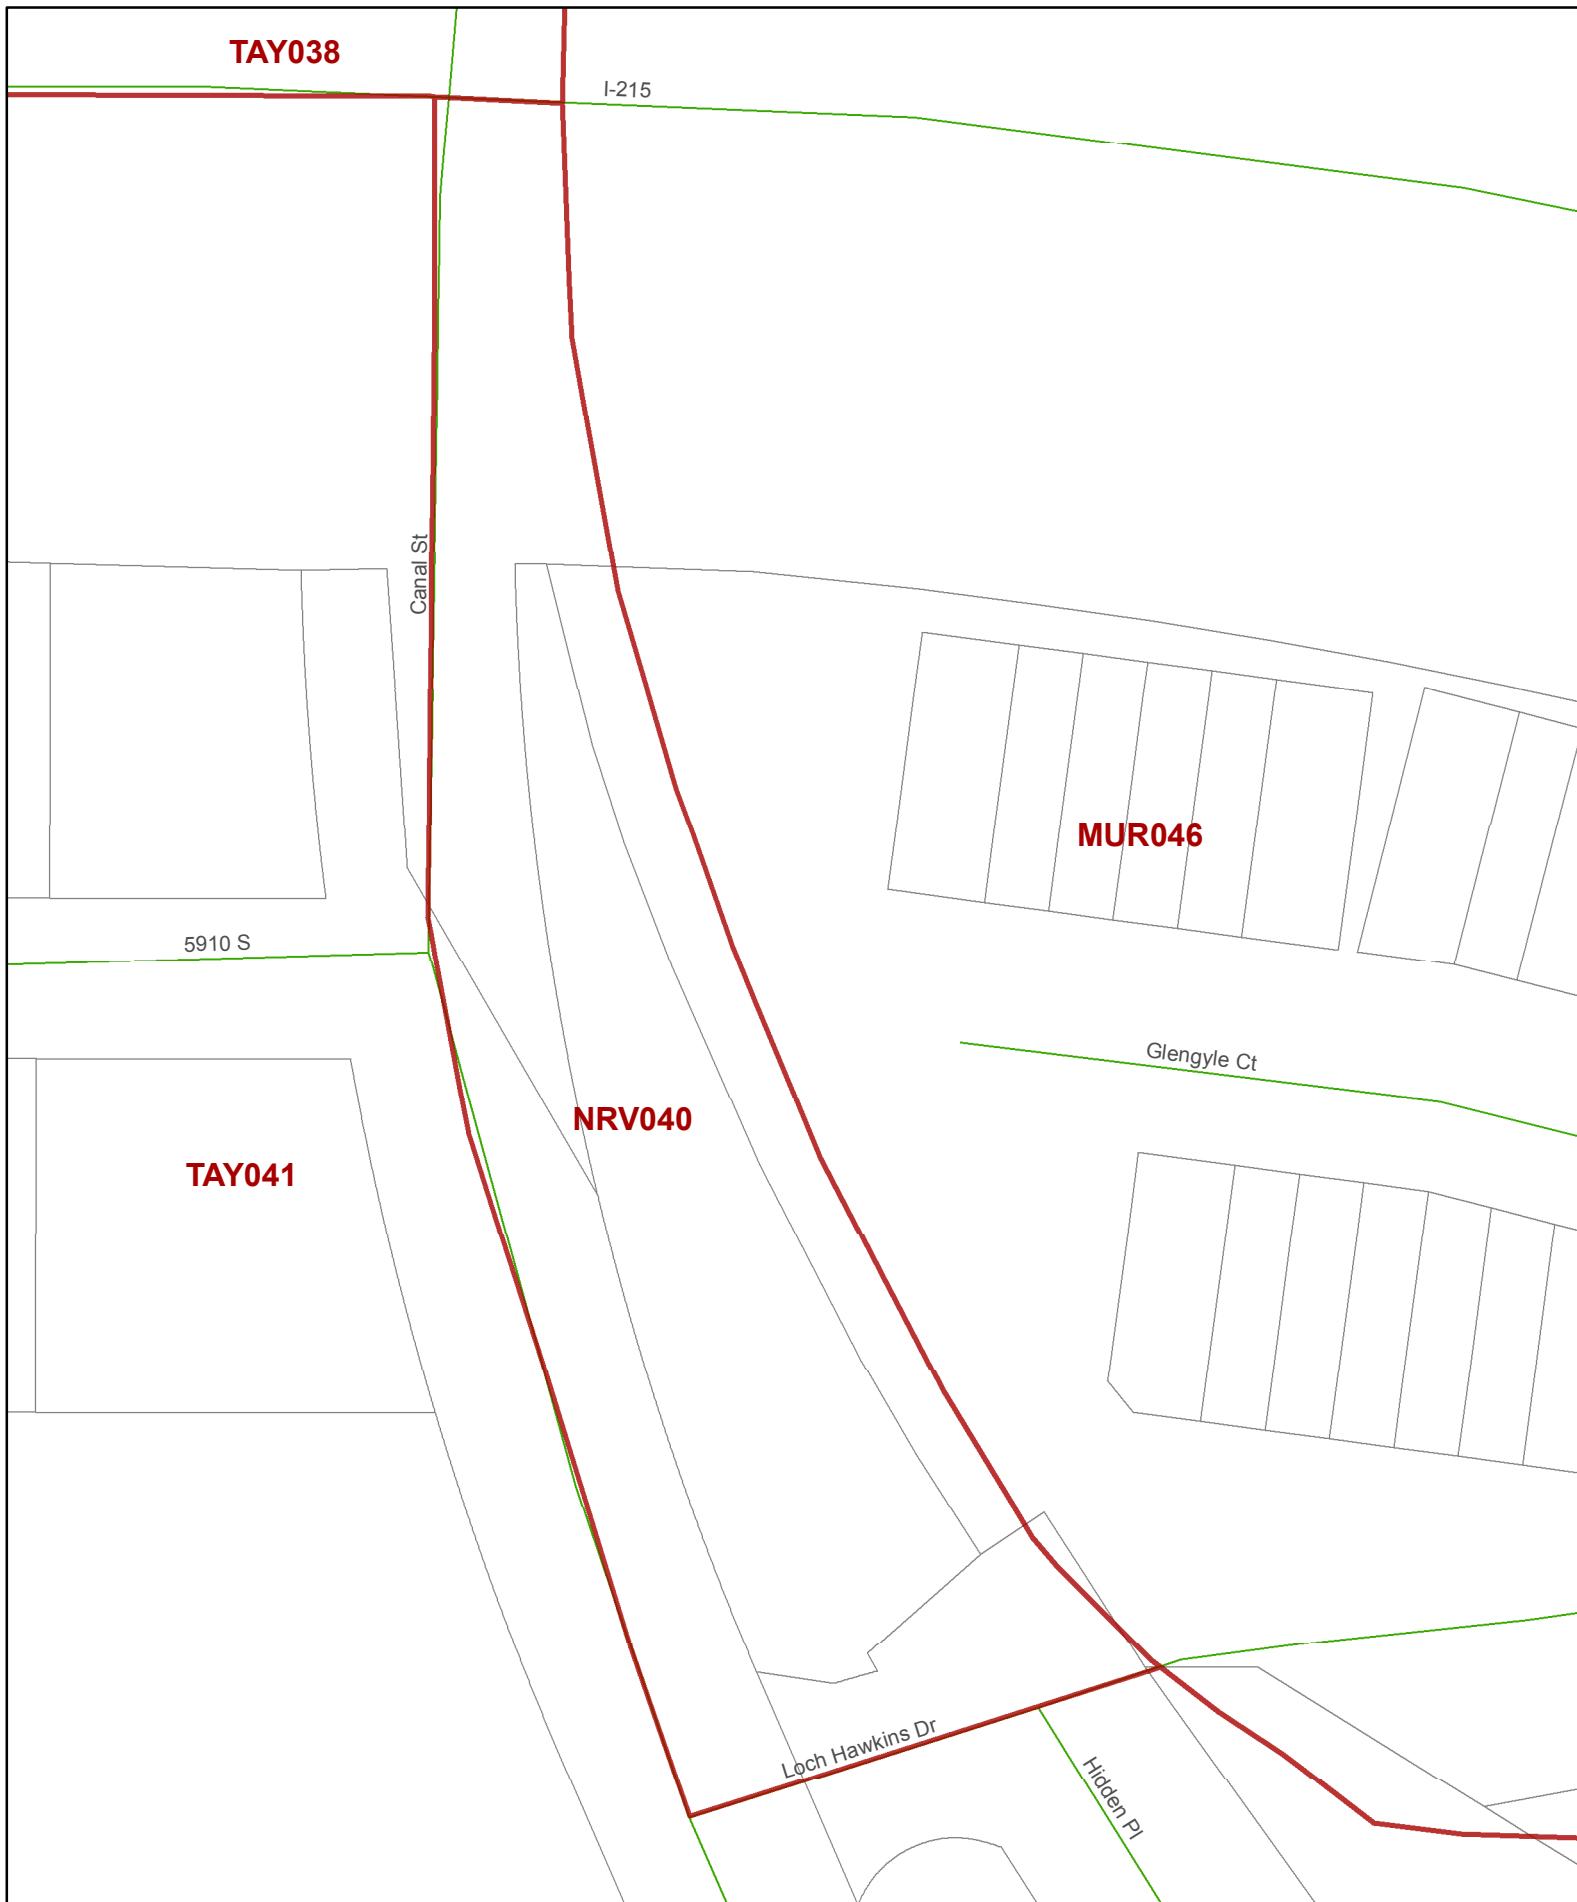 TAY038
I-215
Canal St
MUR046
5910 S
Glengyle Ct
NRV040
TAY041
Loch Hawkins Dr
Hidden Pl